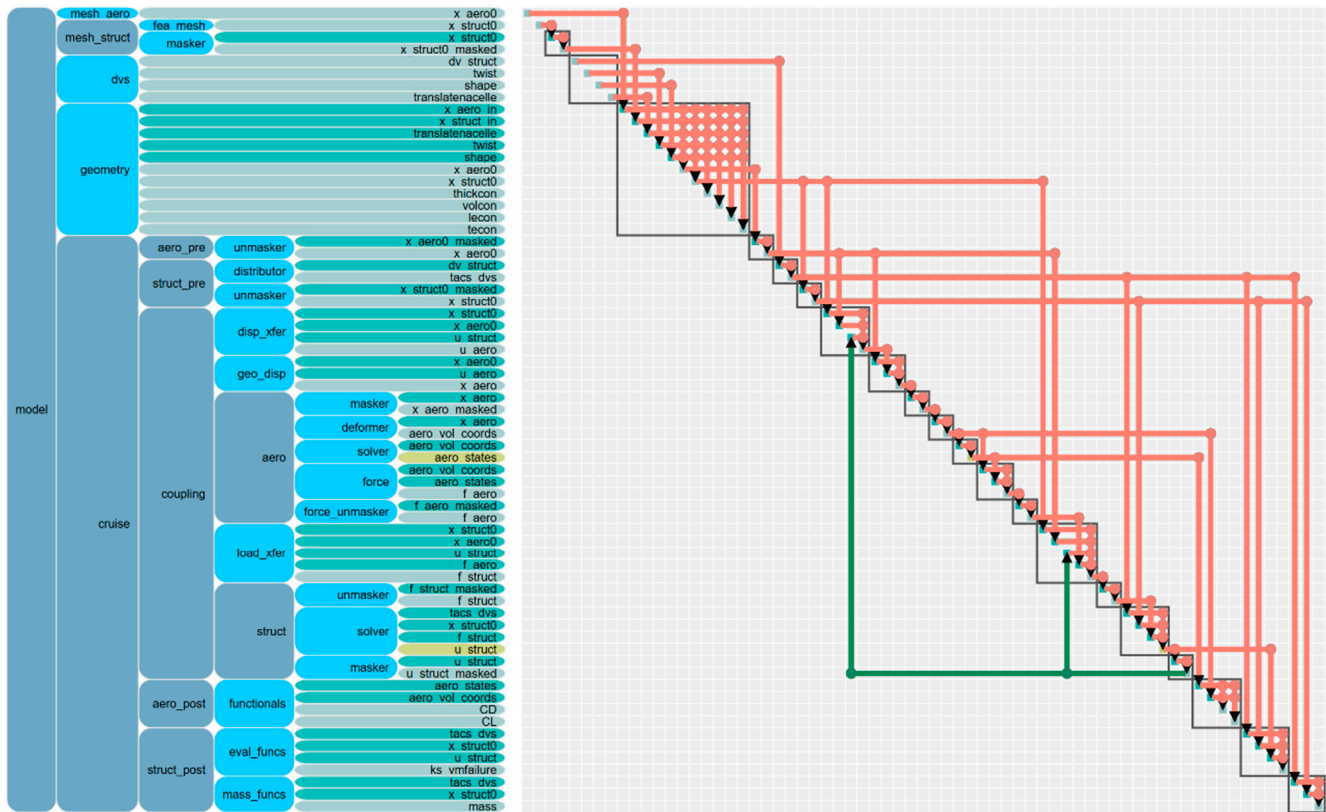 mesh_aero
x_aero0
fea_mesh
x_struct0
mesh_struct
masker
x_struct0
x_struct0_masked
dv_struct
dvs
twist
shape
translatenacelle
x_aero_in
x_struct_in
translatenacelle
twist
shape
geometry
x_aero0
x_struct0
thickcon
volcon
lecon
tecon
aero_pre
unmasker
x_aero0_masked
x_aero0
struct_pre
distributor
dv_struct
tacs_dvs
unmasker
x_struct0_masked
x_struct0
disp_xfer
x_struct0
x_aero0
u_struct
u_aero
geo_disp
x_aero0
u_aero
x_aero
model
masker
x_aero
x_aero_masked
deformer
x_aero
aero_vol_coords
aero
solver
aero_vol_coords
aero_states
force
aero_vol_coords
aero_states
f_aero
coupling
force_unmasker
f_aero_masked
f_aero
cruise
load_xfer
x_struct0
x_aero0
u_struct
f_aero
f_struct
unmasker
f_struct_masked
f_struct
struct
solver
tacs_dvs
x_struct0
f_struct
u_struct
masker
u_struct
u_struct_masked
aero_post
functionals
aero_states
aero_vol_coords
CD
CL
struct_post
eval_funcs
tacs_dvs
x_struct0
u_struct
ks_vmfailure
mass_funcs
tacs_dvs
x_struct0
mass